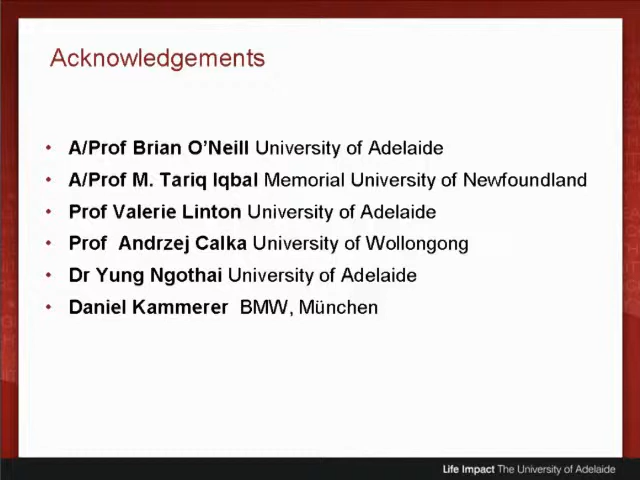 Acknowledgements
• A/Prof Brian O'Neill University of Adelaide
• A/Prof M. Tariq Iqbal Memorial University of Newfoundland
• Prof Valerie Linton University of Adelaide
• Prof  Andrzej Calka University of Wollongong
• Dr Yung Ngothai University of Adelaide
• Daniel Kammerer  BMW, München
Life Impact The University of Adelaide